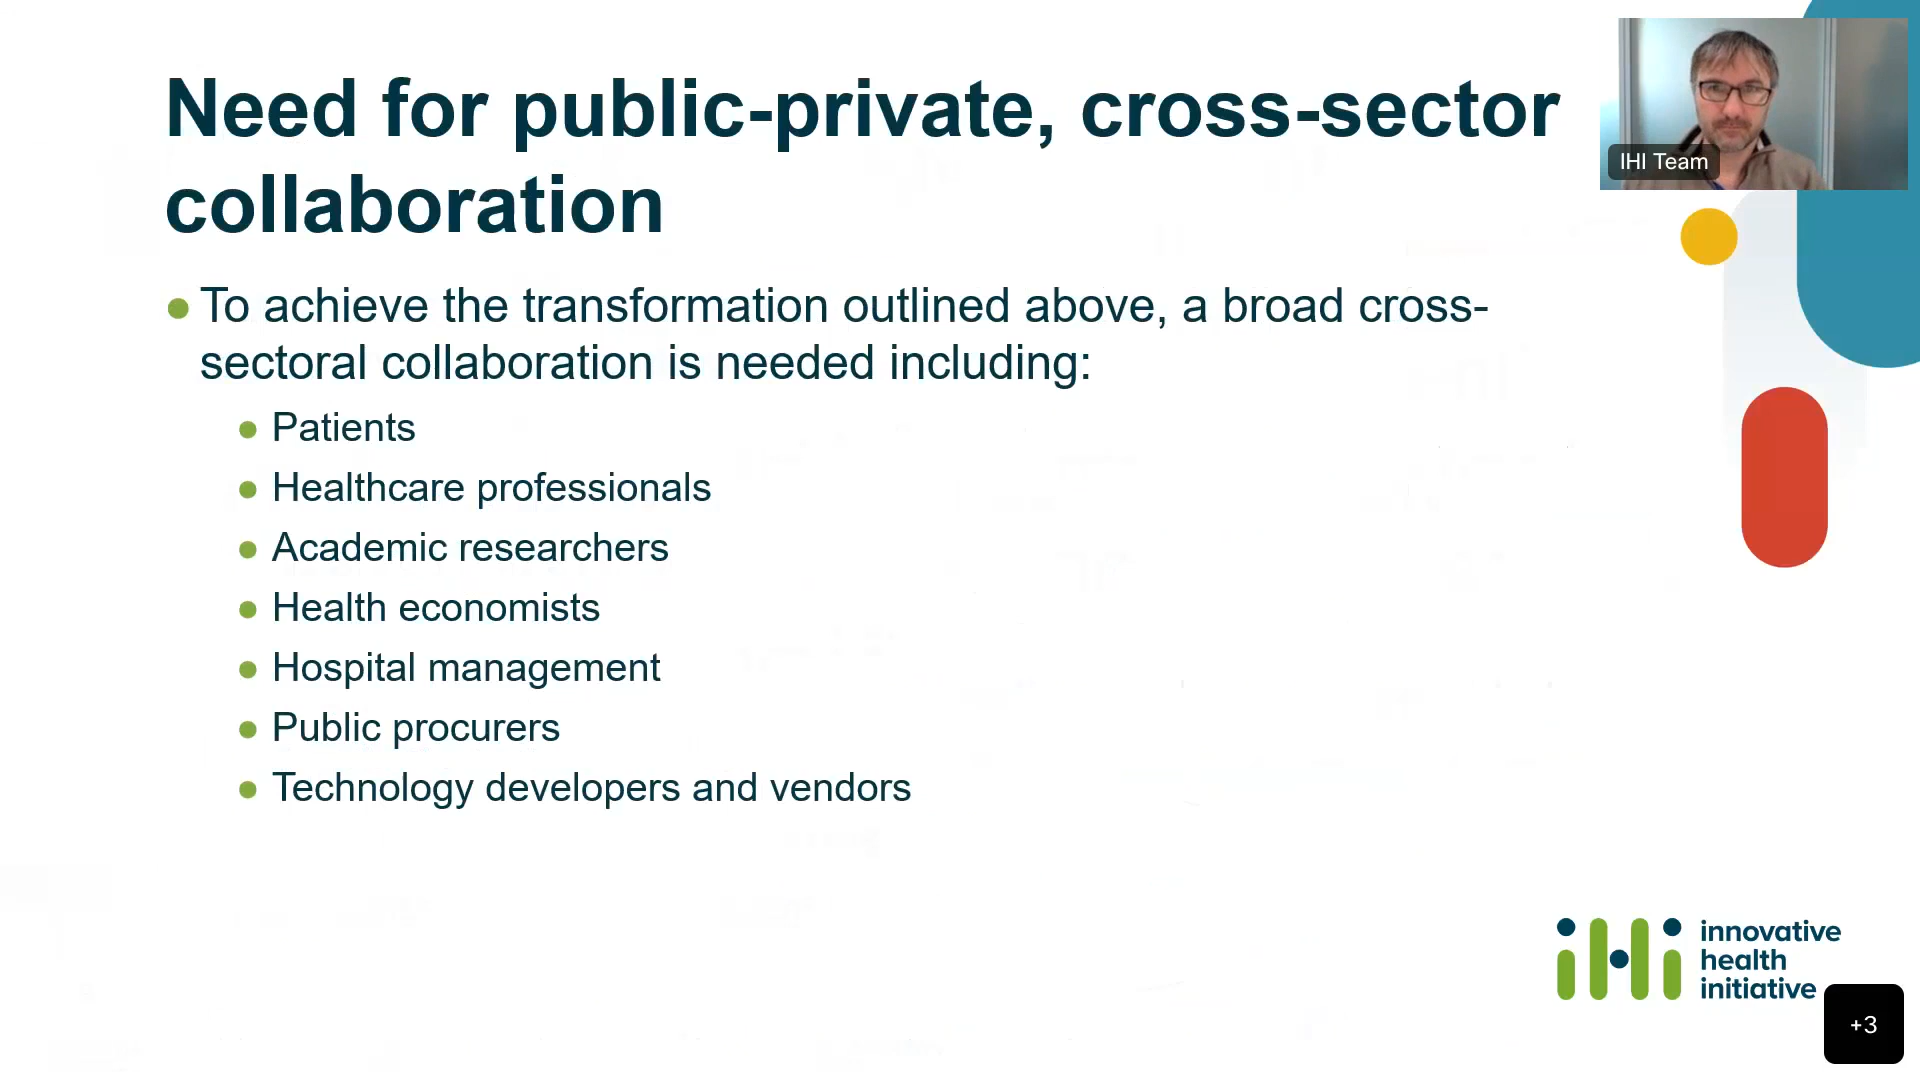 Need for public-private, cross-sector
collaboration
IHI Team
To achieve the transformation outlined above, a broad cross-
sectoral collaboration is needed including:
Patients
Healthcare professionals
Academic researchers
Health economists
Hospital management
Public procurers
Technology developers and vendors
iHi
innovative
health
initiative
+3